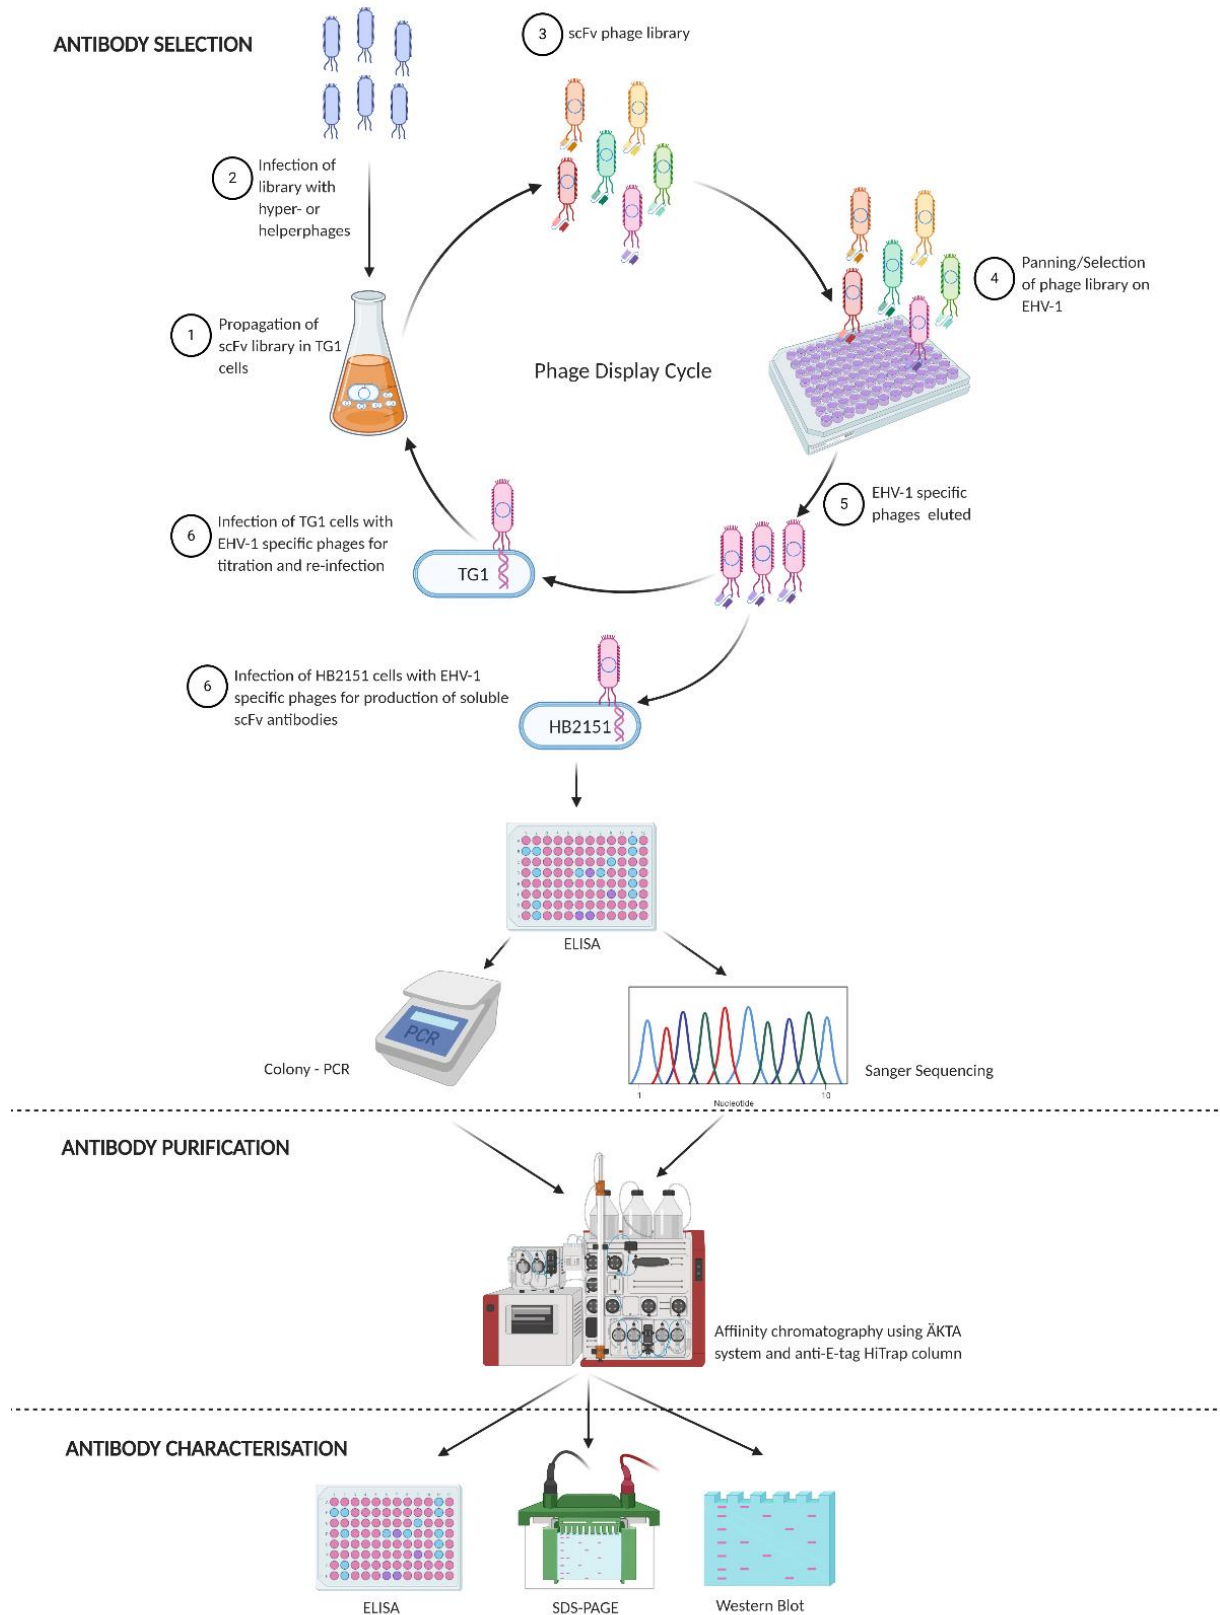 ANTIBODY SELECTION
3
scFv phage library
2
Infection of
library with
hyper- or
helperphages
4
Panning/Selection
of phage library on
EHV-1
1
Propagation of
scFv library in TG1
cells
Phage Display Cycle
5
EHV-1 specific
phages eluted
6
Infection of TG1 cells with
EHV-1 specific phages for
titration and re-infection
TG1
6
Infection of HB2151 cells with EHV-1
specific phages for production of soluble
scFv antibodies
HB2151
ELISA
PCR
Colony - PCR
1
10
Nucleotide
Sanger Sequencing
ANTIBODY PURIFICATION
Affiinity chromatography using ÄKTA
system and anti-E-tag HiTrap column
ANTIBODY CHARACTERISATION
ELISA
SDS-PAGE
Western Blot